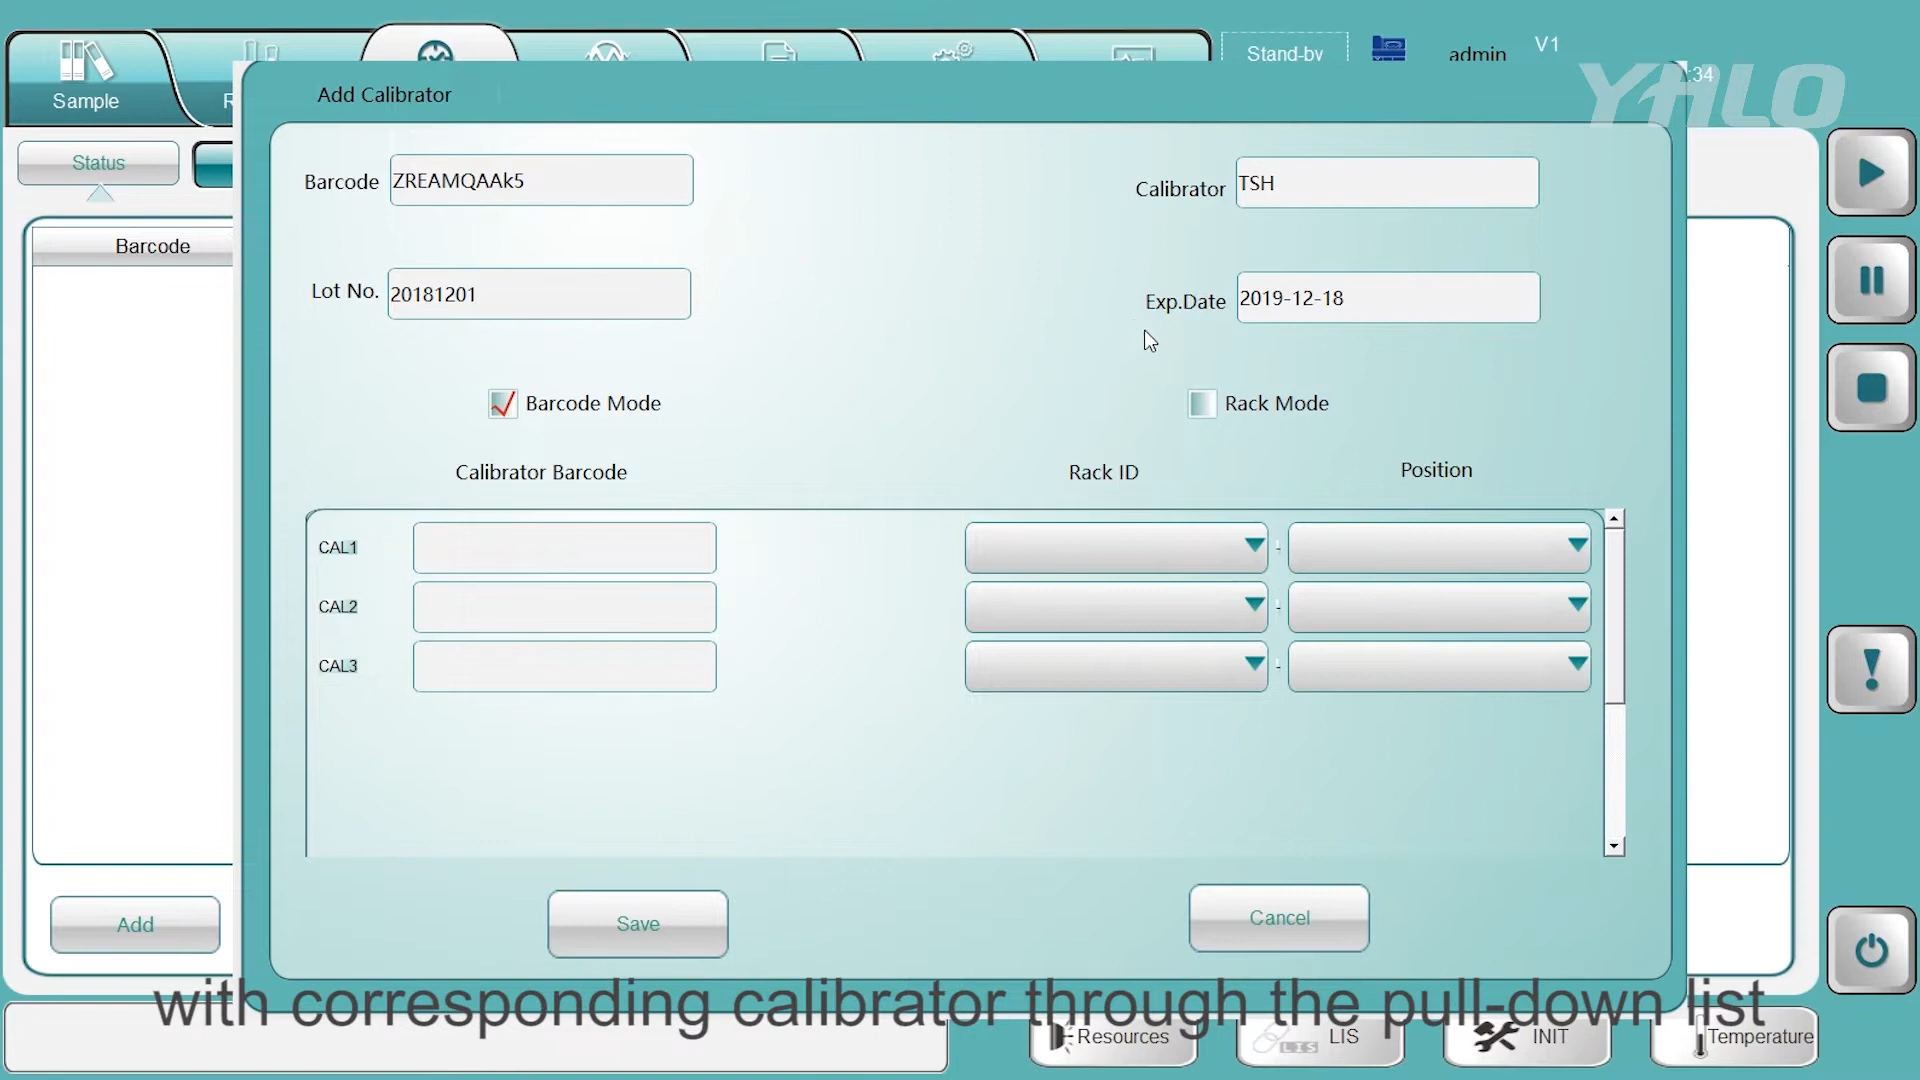 Stand-by
admin
V1
:34
YHLO
Sample
R
Add Calibrator
Status
Barcode
ZREAMQAAk5
Calibrator
TSH
Barcode
Lot No.
20181201
Exp.Date
2019-12-18
Barcode Mode
Rack Mode
Calibrator Barcode
Rack ID
Position
CAL1
-
CAL2
-
CAL3
-
Add
Save
Cancel
with corresponding calibrator through the pull-down list
Resources
LIS
LIS
INIT
Temperature